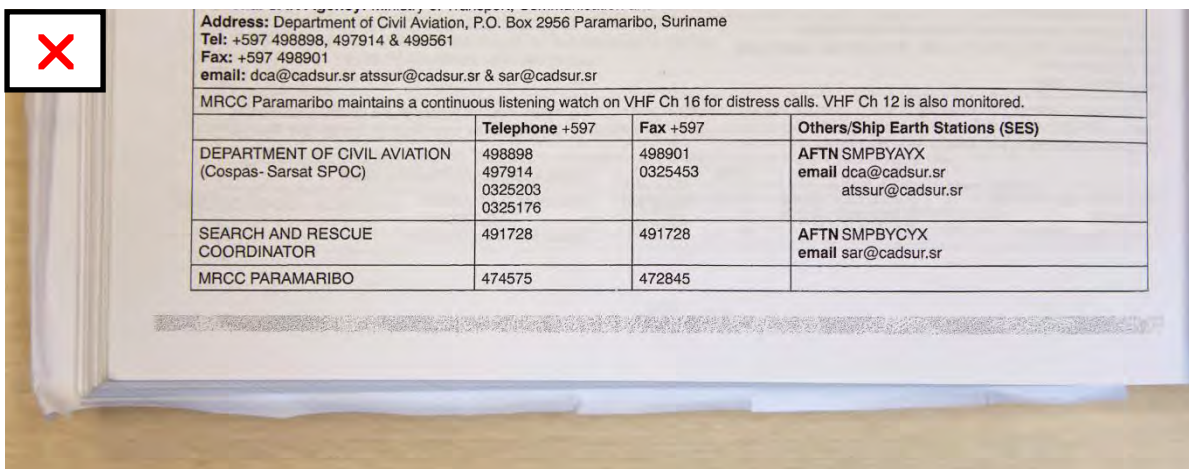 Address: Department of Civil Aviation, P.O. Box 2956 Paramaribo, Suriname
Tel: +597 498898, 497914 & 499561
Fax: +597 498901
email: dca@cadsur.sr atssur@cadsur.sr & sar@cadsur.sr
MRCC Paramaribo maintains a continuous listening watch on VHF Ch 16 for distress calls. VHF Ch 12 is also monitored.
Telephone +597 Fax +597 Others/Ship Earth Stations (SES)
DEPARTMENT OF CIVIL AVIATION 498898 498901 AFTN SMPBYAYX
(Cospas- Sarsat SPOC) 497914 0325453 email dca@cadsur.sr
0325203 atssur@cadsur.sr
0325176
SEARCH AND RESCUE 491728 491728 AFTN SMPBYCYX
COORDINATOR email sar@cadsur.sr
MRCC PARAMARIBO 474575 472845